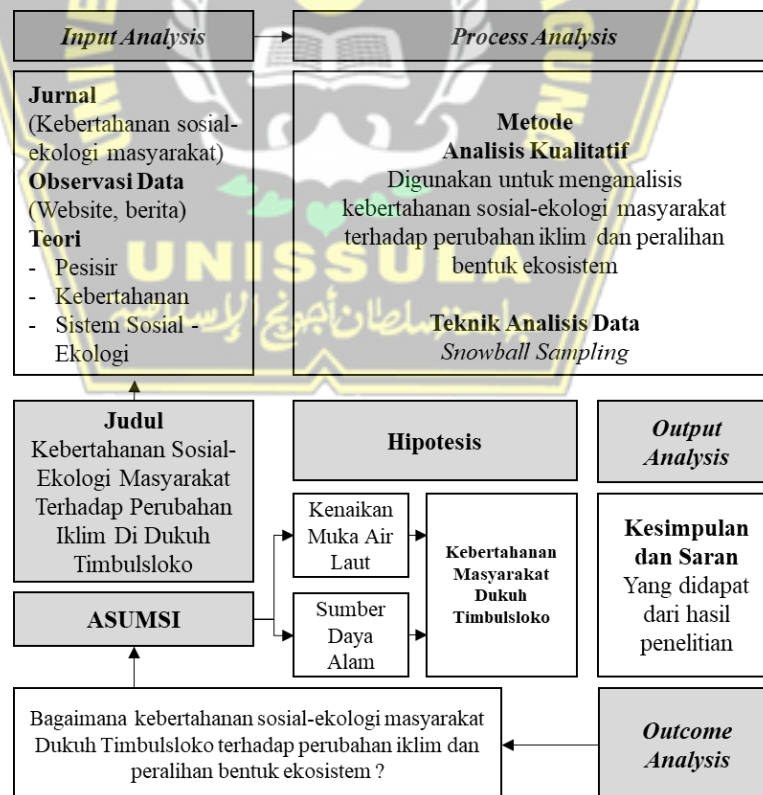 Input Analysis
Process Analysis
Jurnal
(Kebertahanan sosial-
ekologi masyarakat)
Observasi Data
(Website, berita)
Teori
- Pesisir
- Kebertahanan
- Sistem Sosial -
Ekologi
Metode
Analisis Kualitatif
Digunakan untuk menganalisis
kebertahanan sosial-ekologi masyarakat
terhadap perubahan iklim dan peralihan
bentuk ekosistem
Teknik Analisis Data
Snowball Sampling
UNISSULA
جامعة سلطان أجونج الإسلامية
Judul
Kebertahanan Sosial-
Ekologi Masyarakat
Terhadap Perubahan
Iklim Di Dukuh
Timbulsloko
Hipotesis
Output
Analysis
ASUMSI
Kenaikan
Muka Air
Laut
Sumber
Daya
Alam
Kebertahanan
Masyarakat
Dukuh
Timbulsloko
Kesimpulan
dan Saran
Yang didapat
dari hasil
penelitian
Bagaimana kebertahanan sosial-ekologi masyarakat
Dukuh Timbulsloko terhadap perubahan iklim dan
peralihan bentuk ekosistem ?
Outcome
Analysis